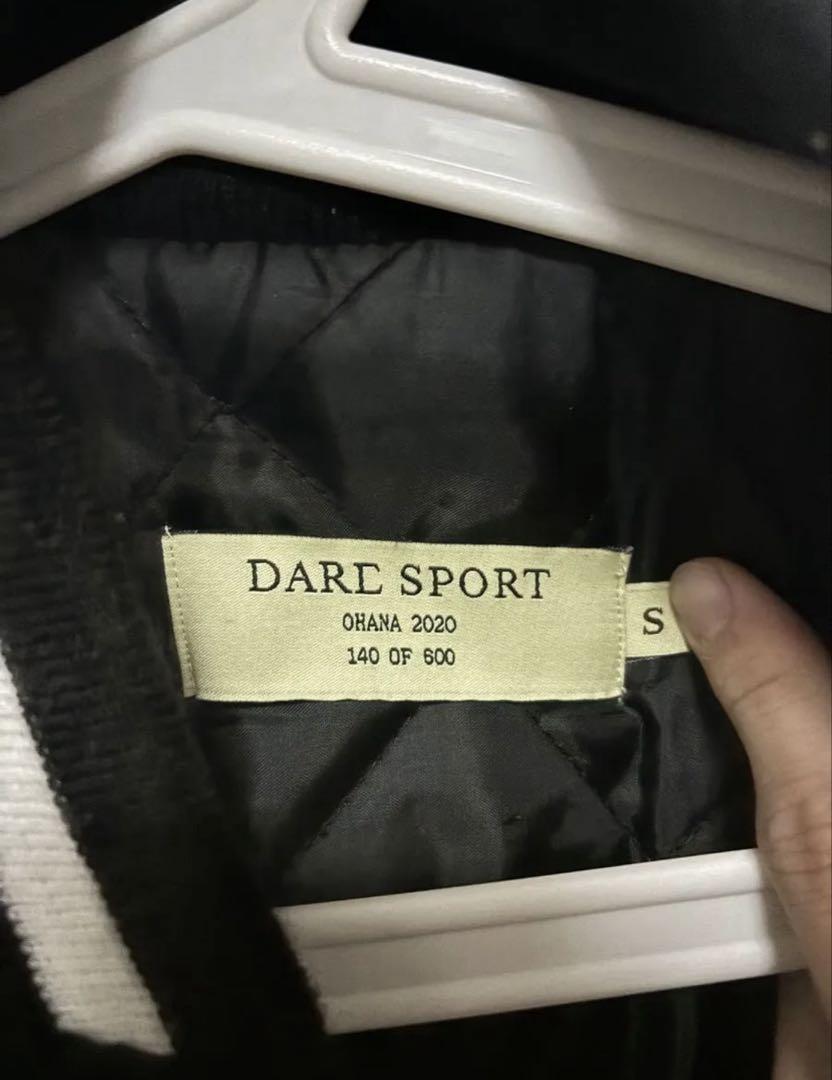 DARE SPORT
OHANA 2020
140 OF 600
S